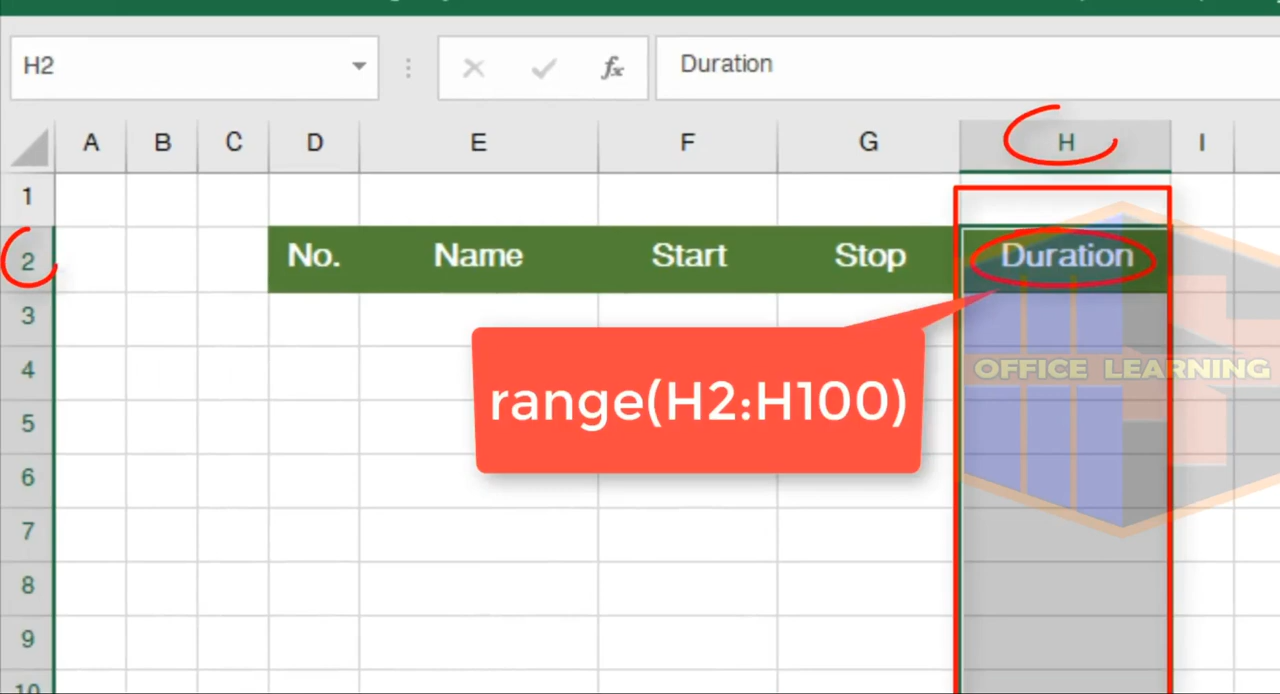 H2
fx
Duration
A B C D E F G H I
1
2 No. Name Start Stop Duration
3
4
OFFICE LEARNING
range(H2:H100)
5
6
7
8
9
10